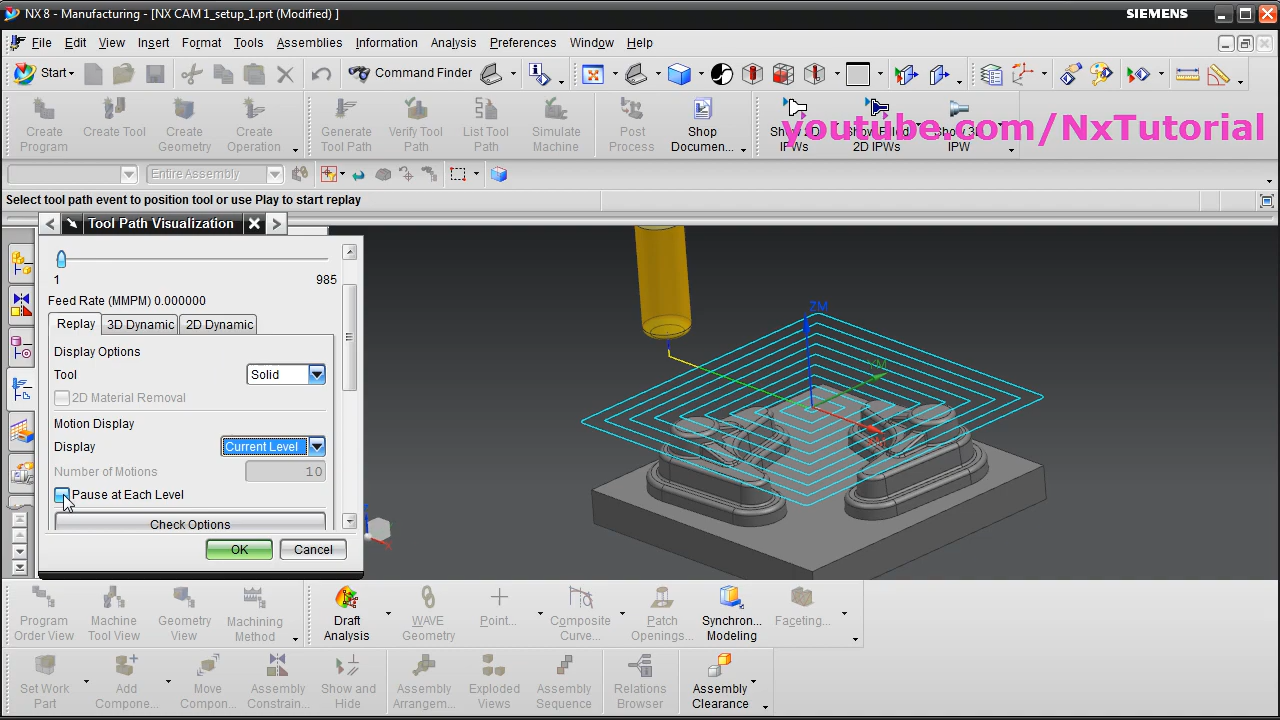 NX 8 - Manufacturing - [NX CAM 1_setup_1.prt (Modified) ]
SIEMENS
File Edit View Insert Format Tools Assemblies Information Analysis Preferences Window Help
Start Command Finder
Create Program
Create Tool
Create Geometry
Create Operation
Generate Tool Path
Verify Tool Path
List Tool Path
Simulate Machine
Post Process
Shop Documen...
Show 2D IPWs
Show Filled 2D IPWs
Show 3D IPW
youtube.com/NxTutorial
Entire Assembly
Select tool path event to position tool or use Play to start replay
Tool Path Visualization
1 985
Feed Rate (MMPM) 0.000000
Replay 3D Dynamic 2D Dynamic
Display Options
Tool Solid
2D Material Removal
Motion Display
Display Current Level
Number of Motions 10
Pause at Each Level
Check Options
OK Cancel
ZM
YM
Program Order View
Machine Tool View
Geometry View
Machining Method
Draft Analysis
WAVE Geometry
Point...
Composite Curve...
Patch Openings...
Synchron... Modeling
Faceting...
Set Work Part
Add Compone...
Move Compon...
Assembly Constrain...
Show and Hide
Assembly Arrangem...
Exploded Views
Assembly Sequence
Relations Browser
Assembly Clearance